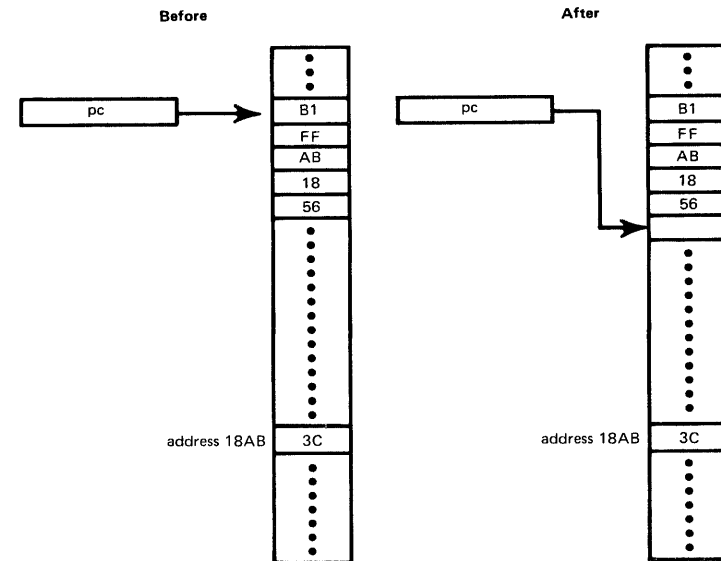 Before
After
pc
B1
FF
AB
18
56
address 18AB
3C
pc
B1
FF
AB
18
56
address 18AB
3C